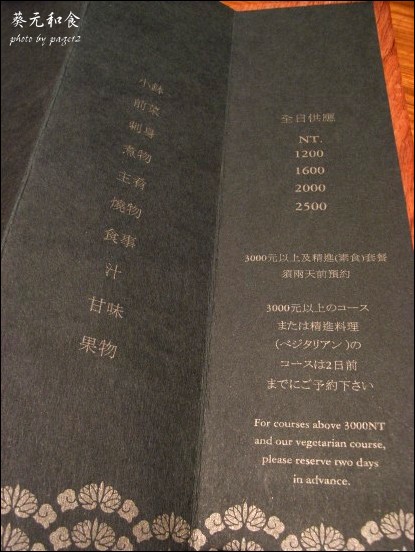 葵元和食
photo by paget2
小鉢
前菜
刺身
煮物
主肴
燒物
食事
汁
甘味
果物
全日供應
NT.
1200
1600
2000
2500
3000元以上及精進(素食)套餐
須兩天前預約
3000元以上のコース
または精進料理
(ベジタリアン)の
コースは2日前
までにご予約下さい
For courses above 3000NT
and our vegetarian course,
please reserve two days
in advance.